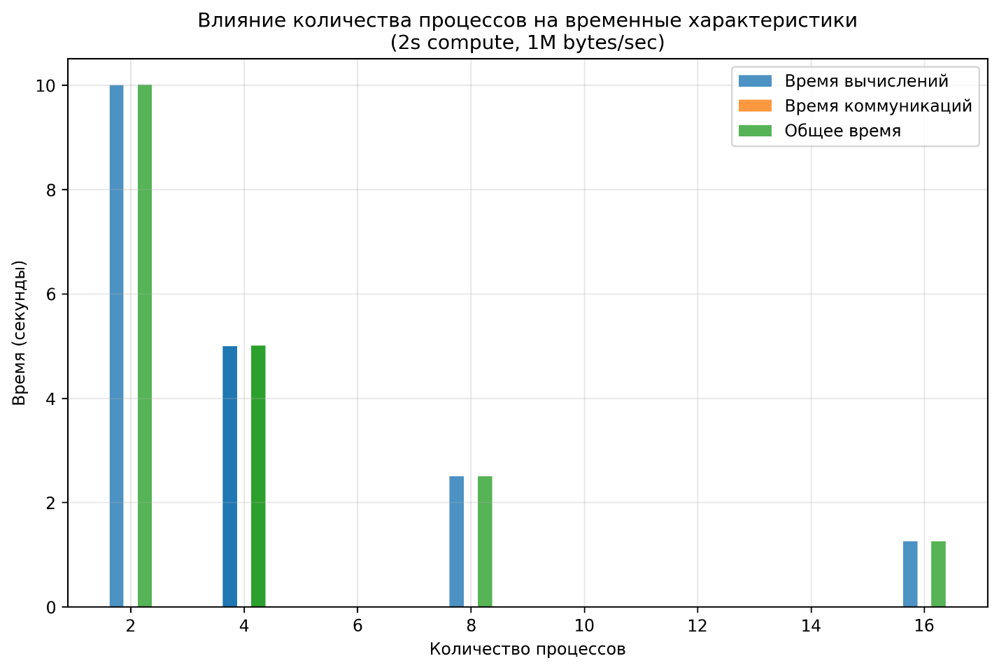 Влияние количества процессов на временные характеристики
(2s compute, 1M bytes/sec)
Время вычислений
Время коммуникаций
Общее время
Время (секунды)
10
8
6
4
2
0
2 4 6 8 10 12 14 16
Количество процессов